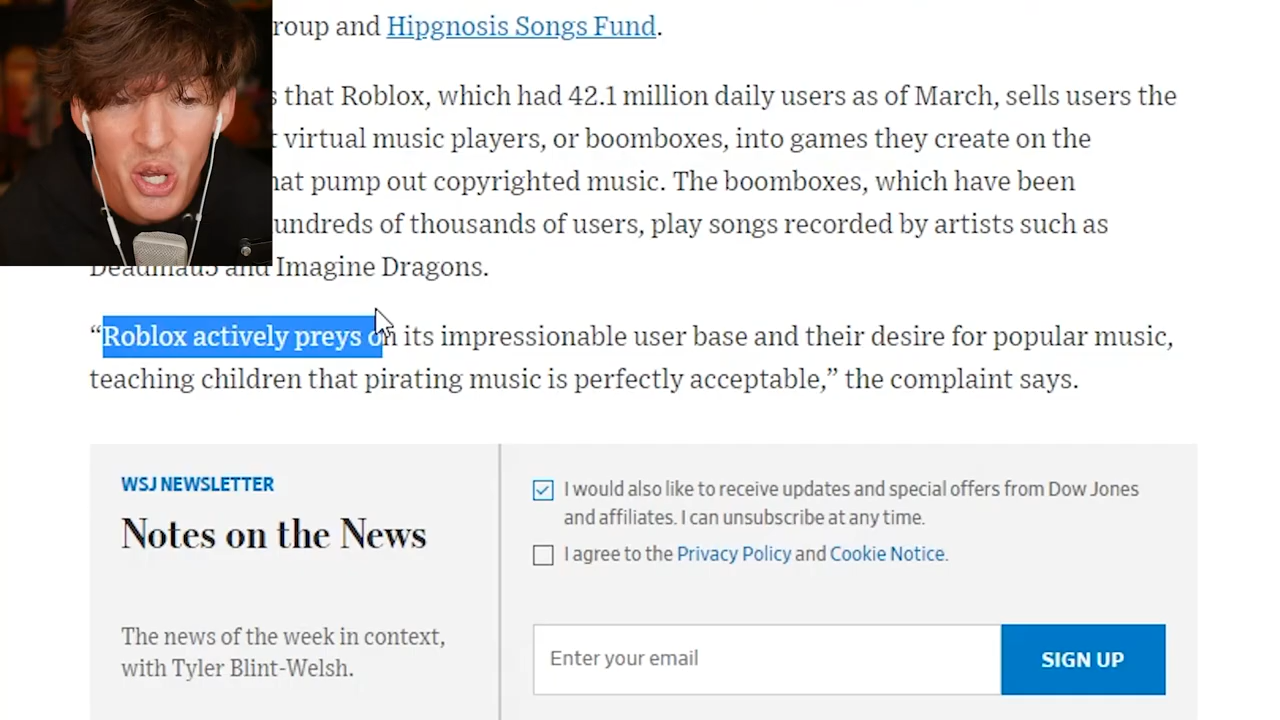 roup and Hipgnosis Songs Fund.
s that Roblox, which had 42.1 million daily users as of March, sells users the
t virtual music players, or boomboxes, into games they create on the
hat pump out copyrighted music. The boomboxes, which have been
undreds of thousands of users, play songs recorded by artists such as
Deadmau5 and Imagine Dragons.
“Roblox actively preys on its impressionable user base and their desire for popular music,
teaching children that pirating music is perfectly acceptable,” the complaint says.
WSJ NEWSLETTER
Notes on the News
The news of the week in context,
with Tyler Blint-Welsh.
I would also like to receive updates and special offers from Dow Jones
and affiliates. I can unsubscribe at any time.
I agree to the Privacy Policy and Cookie Notice.
Enter your email
SIGN UP